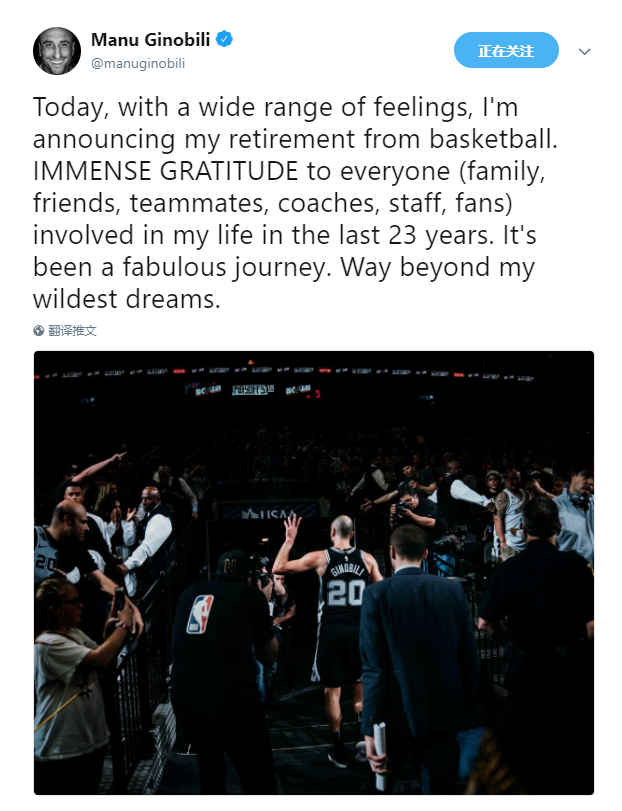 Manu Ginobili
@manuginobili
正在关注
Today, with a wide range of feelings, I'm
announcing my retirement from basketball.
IMMENSE GRATITUDE to everyone (family,
friends, teammates, coaches, staff, fans)
involved in my life in the last 23 years. It's
been a fabulous journey. Way beyond my
wildest dreams.
翻译推文
USAA
GINOBILI
20
20
NBA